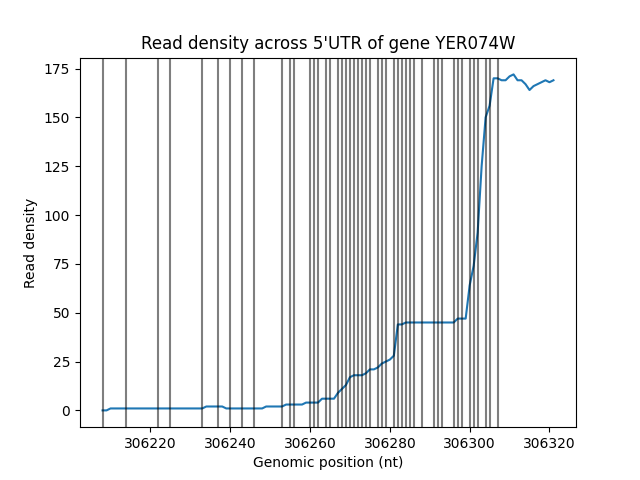 Read density across 5'UTR of gene YER074W
175
150
125
100
75
50
25
0
Read density
306220 306240 306260 306280 306300 306320
Genomic position (nt)